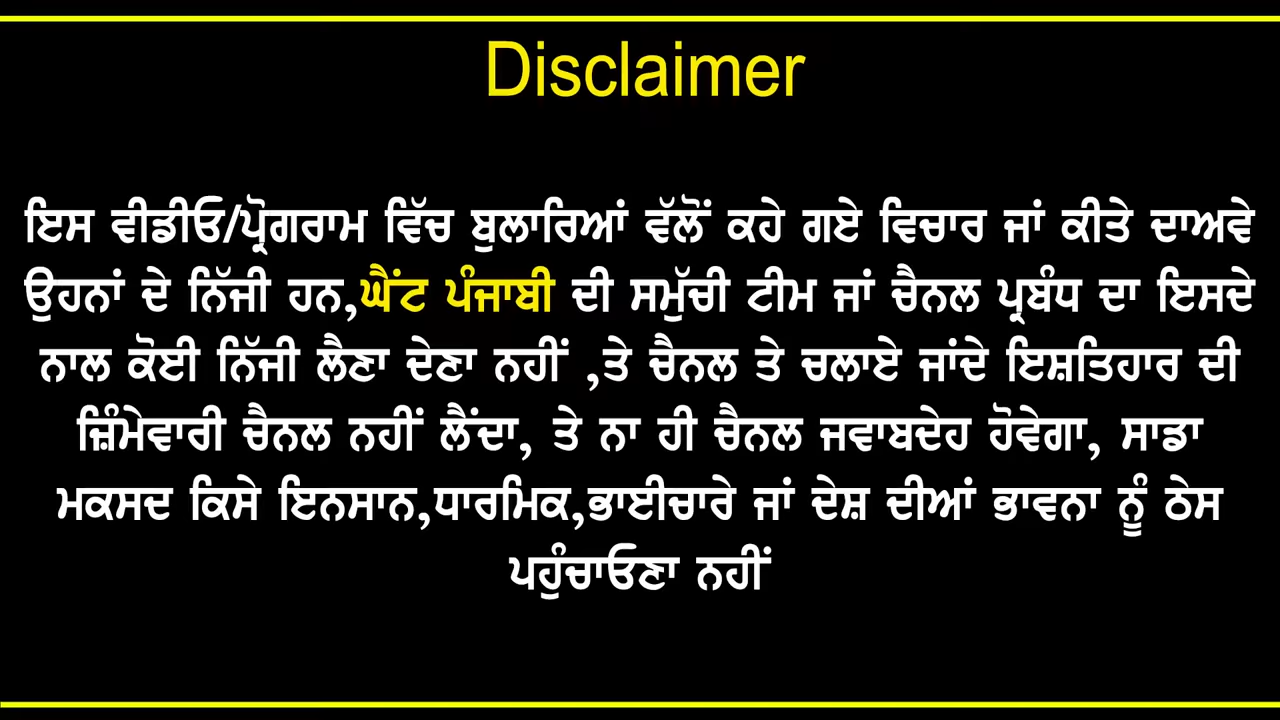 Disclaimer
ਇਸ ਵੀਡੀਓ/ਪ੍ਰੋਗਰਾਮ ਵਿੱਚ ਬੁਲਾਰਿਆਂ ਵੱਲੋਂ ਕਹੇ ਗਏ ਵਿਚਾਰ ਜਾਂ ਕੀਤੇ ਦਾਅਵੇ
ਉਹਨਾਂ ਦੇ ਨਿੱਜੀ ਹਨ,ਘੈਂਟ ਪੰਜਾਬੀ ਦੀ ਸਮੁੱਚੀ ਟੀਮ ਜਾਂ ਚੈਨਲ ਪ੍ਰਬੰਧ ਦਾ ਇਸਦੇ
ਨਾਲ ਕੋਈ ਨਿੱਜੀ ਲੈਣਾ ਦੇਣਾ ਨਹੀਂ ,ਤੇ ਚੈਨਲ ਤੇ ਚਲਾਏ ਜਾਂਦੇ ਇਸ਼ਤਿਹਾਰ ਦੀ
ਜ਼ਿੰਮੇਵਾਰੀ ਚੈਨਲ ਨਹੀਂ ਲੈਂਦਾ, ਤੇ ਨਾ ਹੀ ਚੈਨਲ ਜਵਾਬਦੇਹ ਹੋਵੇਗਾ, ਸਾਡਾ
ਮਕਸਦ ਕਿਸੇ ਇਨਸਾਨ,ਧਾਰਮਿਕ,ਭਾਈਚਾਰੇ ਜਾਂ ਦੇਸ਼ ਦੀਆਂ ਭਾਵਨਾ ਨੂੰ ਠੇਸ
ਪਹੁੰਚਾਓਣਾ ਨਹੀਂ